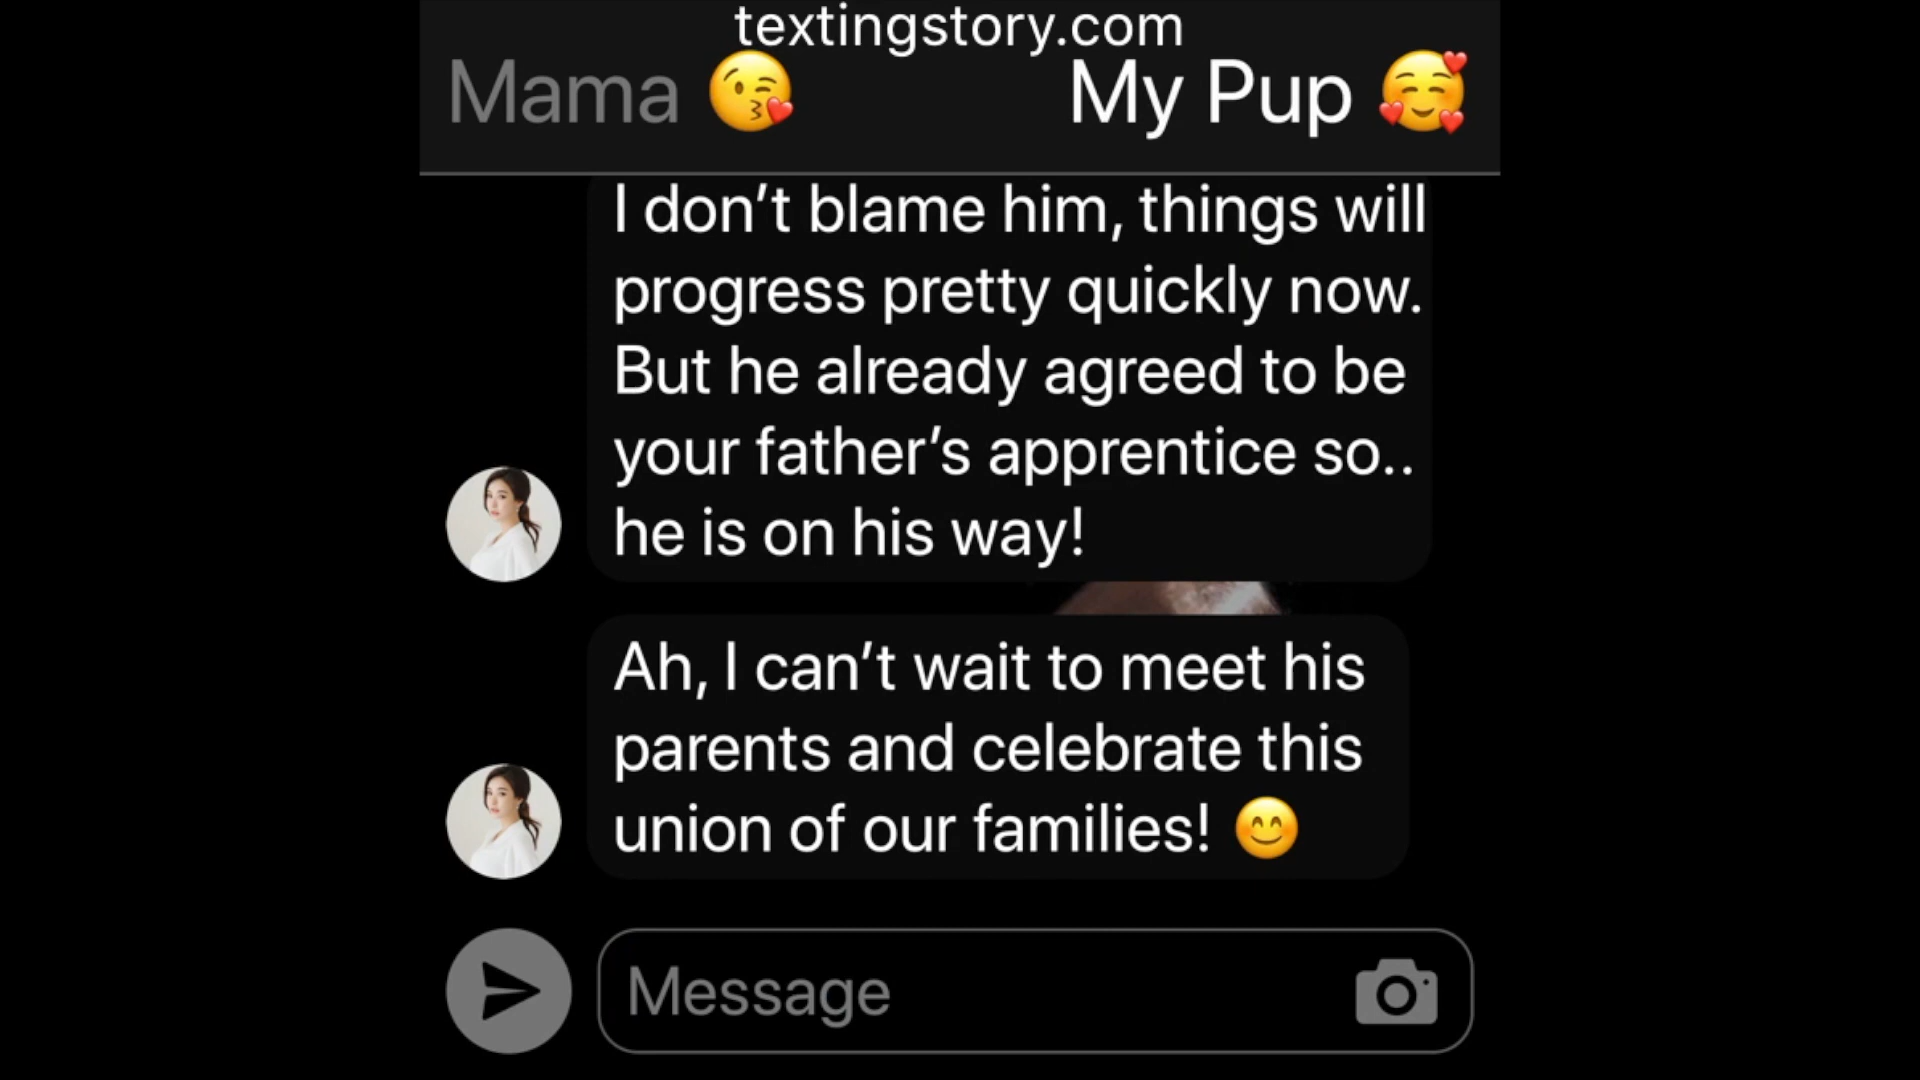 textingstory.com
Mama 😘 My Pup 🥰
I don’t blame him, things will
progress pretty quickly now.
But he already agreed to be
your father’s apprentice so..
he is on his way!
Ah, I can’t wait to meet his
parents and celebrate this
union of our families! 😊
Message